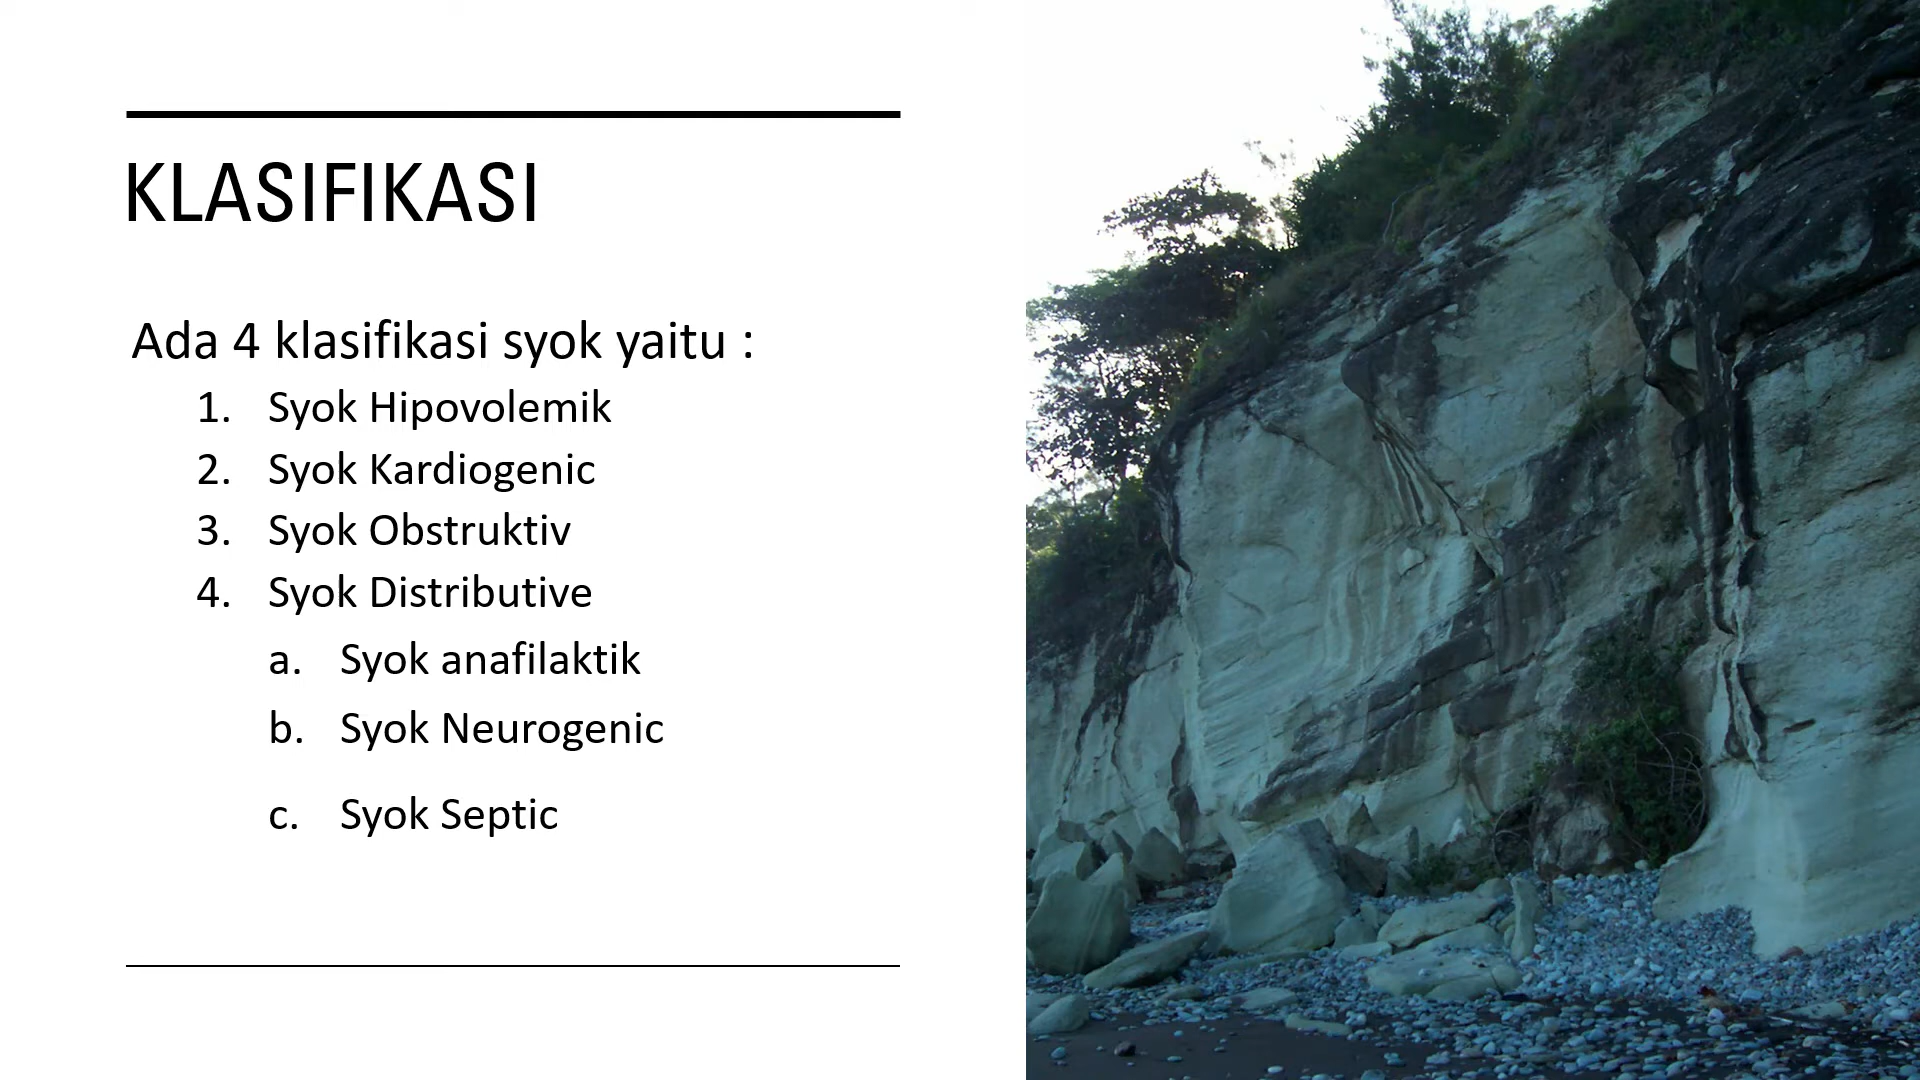 KLASIFIKASI
Ada 4 klasifikasi syok yaitu :
1. Syok Hipovolemik
2. Syok Kardiogenic
3. Syok Obstruktiv
4. Syok Distributive
a. Syok anafilaktik
b. Syok Neurogenic
c. Syok Septic